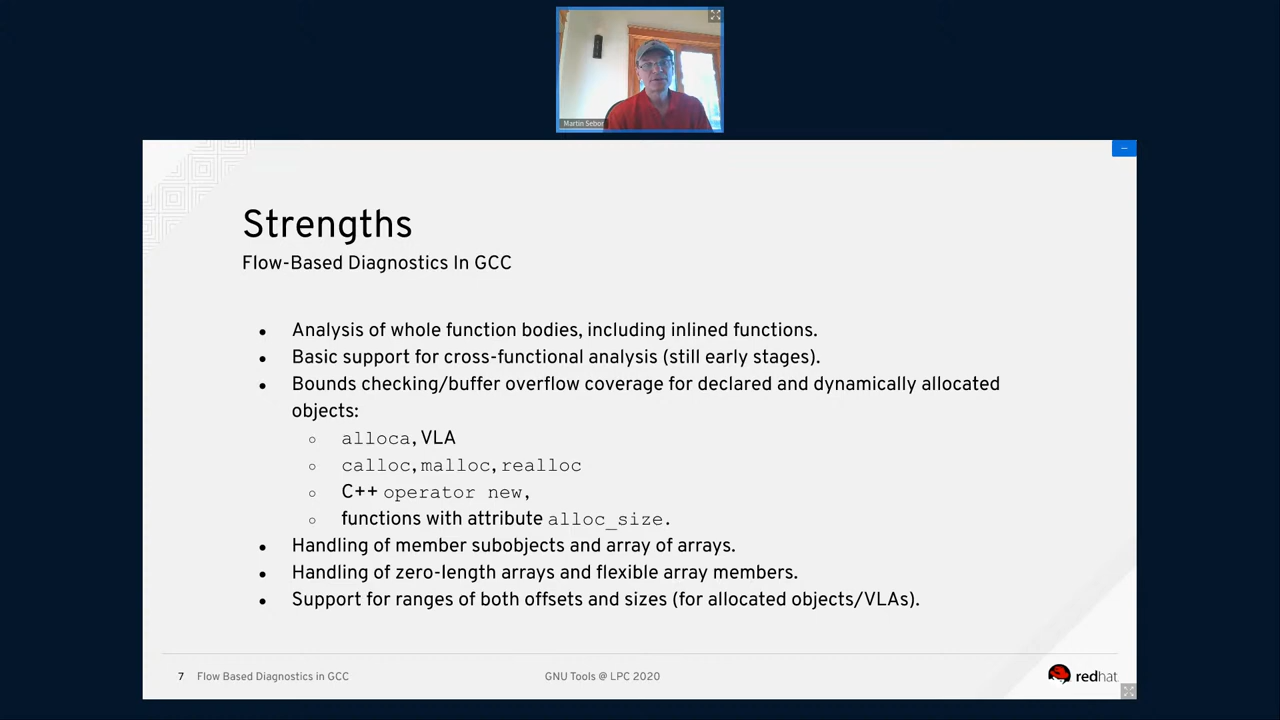 Martin Sebor
Strengths
Flow-Based Diagnostics In GCC
● Analysis of whole function bodies, including inlined functions.
● Basic support for cross-functional analysis (still early stages).
● Bounds checking/buffer overflow coverage for declared and dynamically allocated
objects:
○ alloca, VLA
○ calloc, malloc, realloc
○ C++ operator new,
○ functions with attribute alloc_size.
● Handling of member subobjects and array of arrays.
● Handling of zero-length arrays and flexible array members.
● Support for ranges of both offsets and sizes (for allocated objects/VLAs).
7 Flow Based Diagnostics in GCC GNU Tools @ LPC 2020 redhat